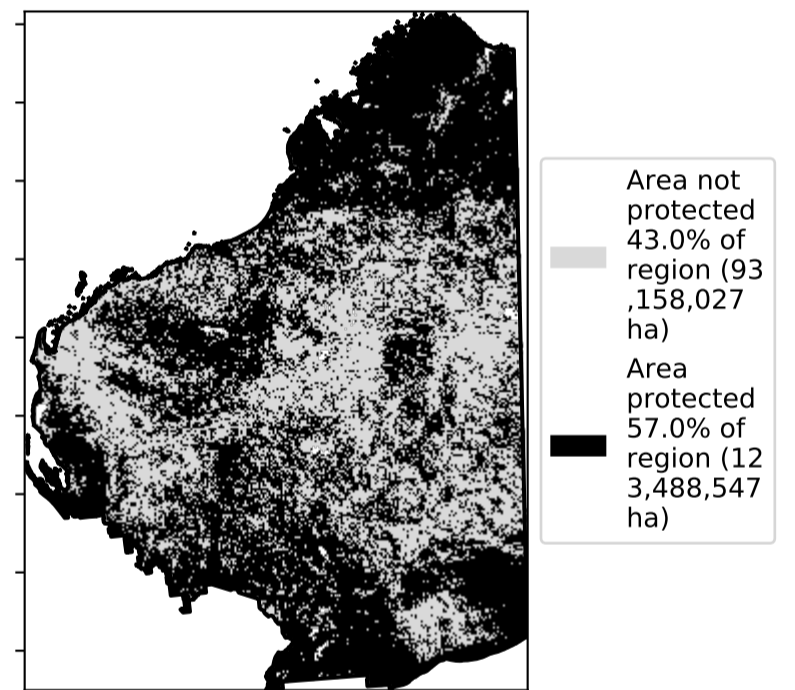 Area not
protected
43.0% of
region (93
,158,027
ha)
Area
protected
57.0% of
region (12
3,488,547
ha)